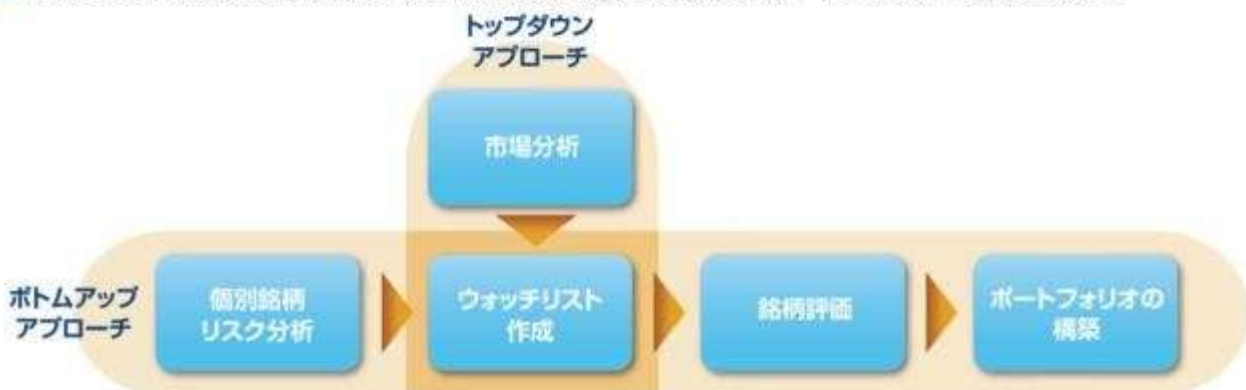 トップダウン
アプローチ
市場分析
ボトムアップ
アプローチ
個別銘柄
リスク分析
ウォッチリスト
作成
銘柄評価
ポートフォリオの
構築